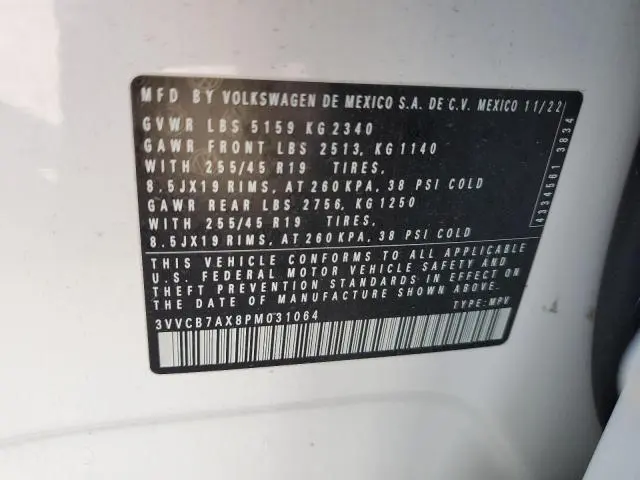 MFD BY VOLKSWAGEN DE MEXICO S.A. DE C.V. MEXICO 11/22
GVWR LBS 5159 KG 2340
GAWR FRONT LBS 2513, KG 1140
WITH 255/45 R19 TIRES,
8.5JX19 RIMS, AT 260 KPA, 38 PSI COLD
GAWR REAR LBS 2756, KG 1250
WITH 255/45 R19 TIRES,
8.5JX19 RIMS, AT 260 KPA, 38 PSI COLD
THIS VEHICLE CONFORMS TO ALL APPLICABLE
U.S. FEDERAL MOTOR VEHICLE SAFETY AND
THEFT PREVENTION STANDARDS IN EFFECT ON
THE DATE OF MANUFACTURE SHOWN ABOVE.
3VVCB7AX8PM031064 TYPE: MPV
4334561 3834